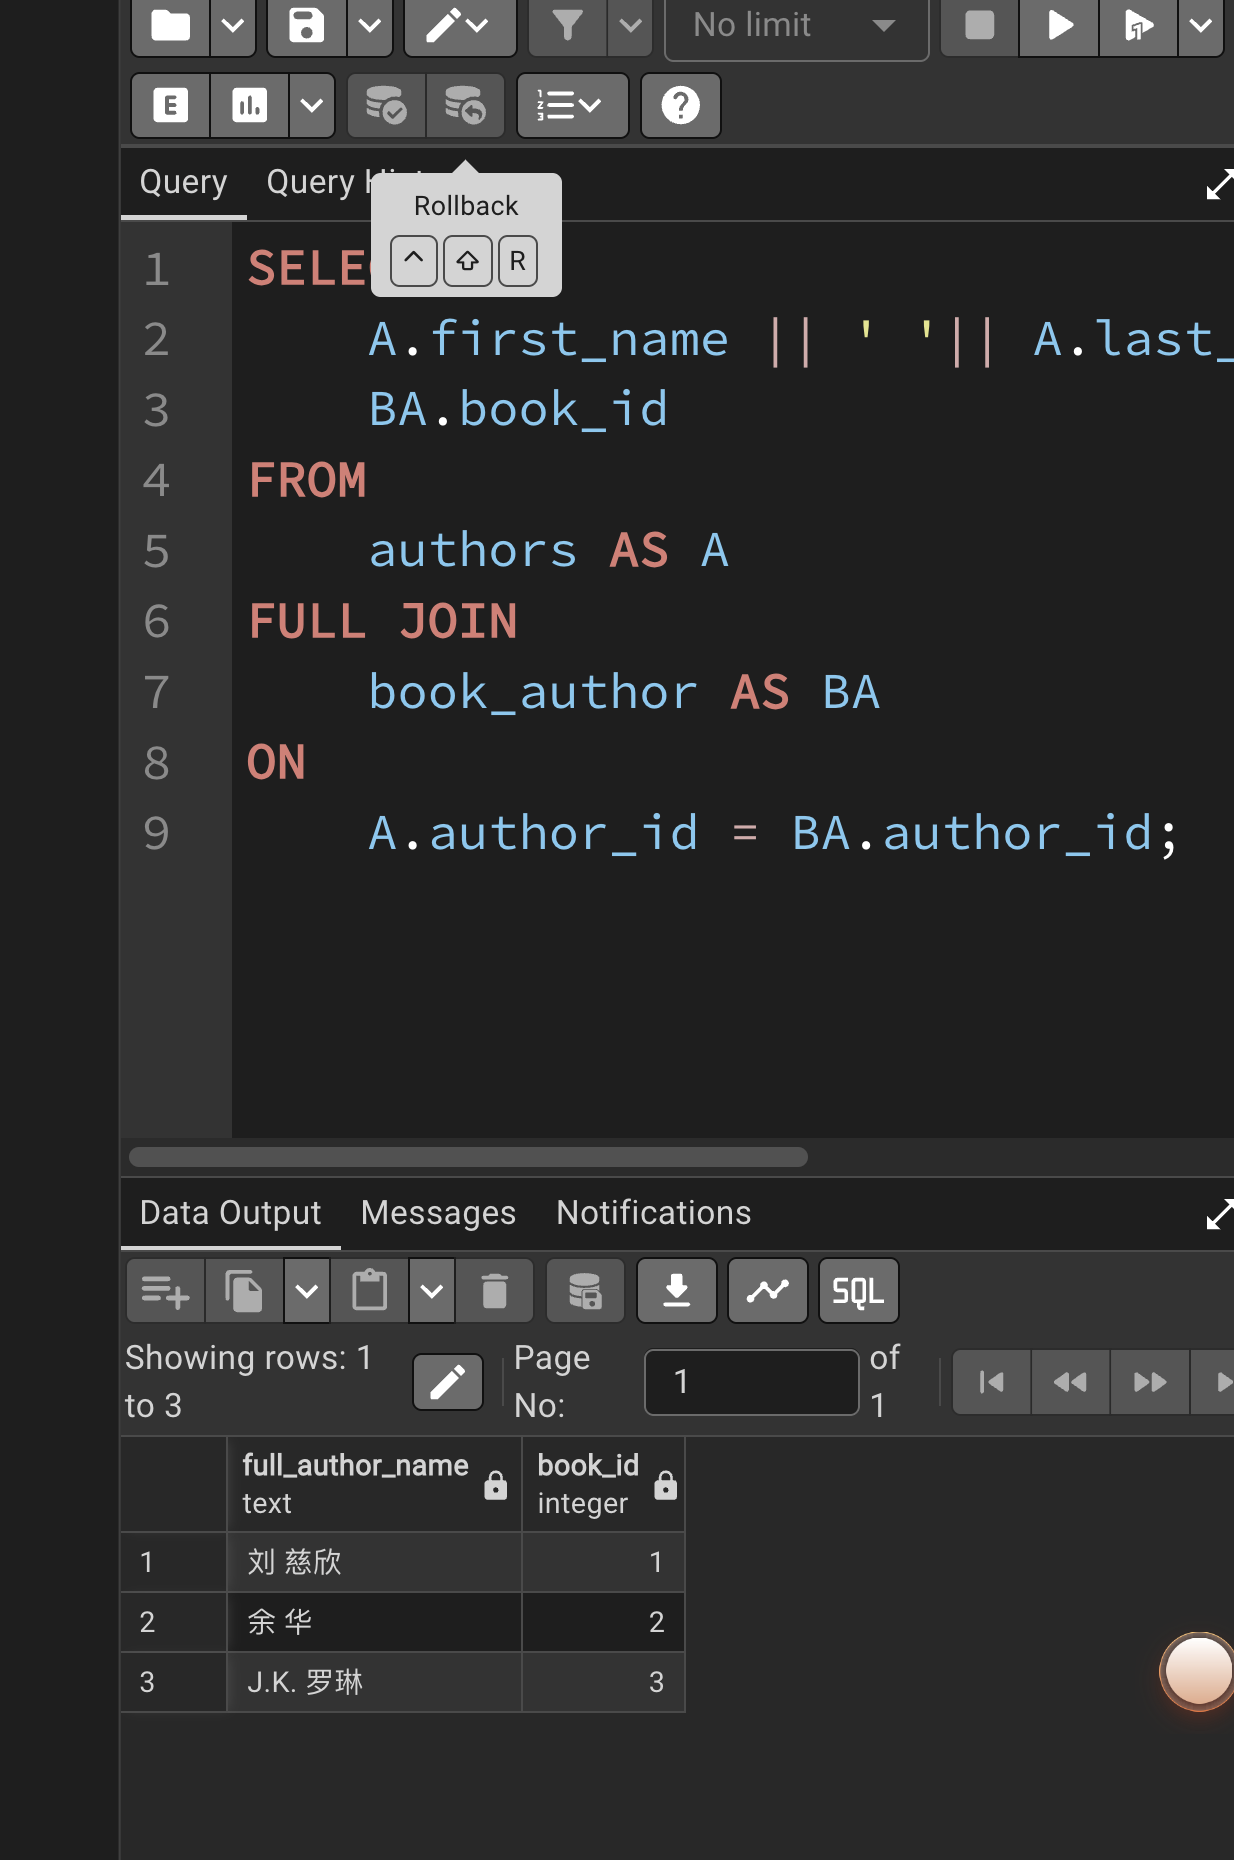 No limit
E
1
2
3
?
Query Query
Rollback
^ ⇧ R
1 SELE
2 A.first_name || ' '|| A.last_
3 BA.book_id
4 FROM
5 authors AS A
6 FULL JOIN
7 book_author AS BA
8 ON
9 A.author_id = BA.author_id;
Data Output Messages Notifications
SQL
Showing rows: 1 to 3
Page No: 1 of 1
full_author_name text
book_id integer
1 刘 慈欣 1
2 余 华 2
3 J.K. 罗琳 3